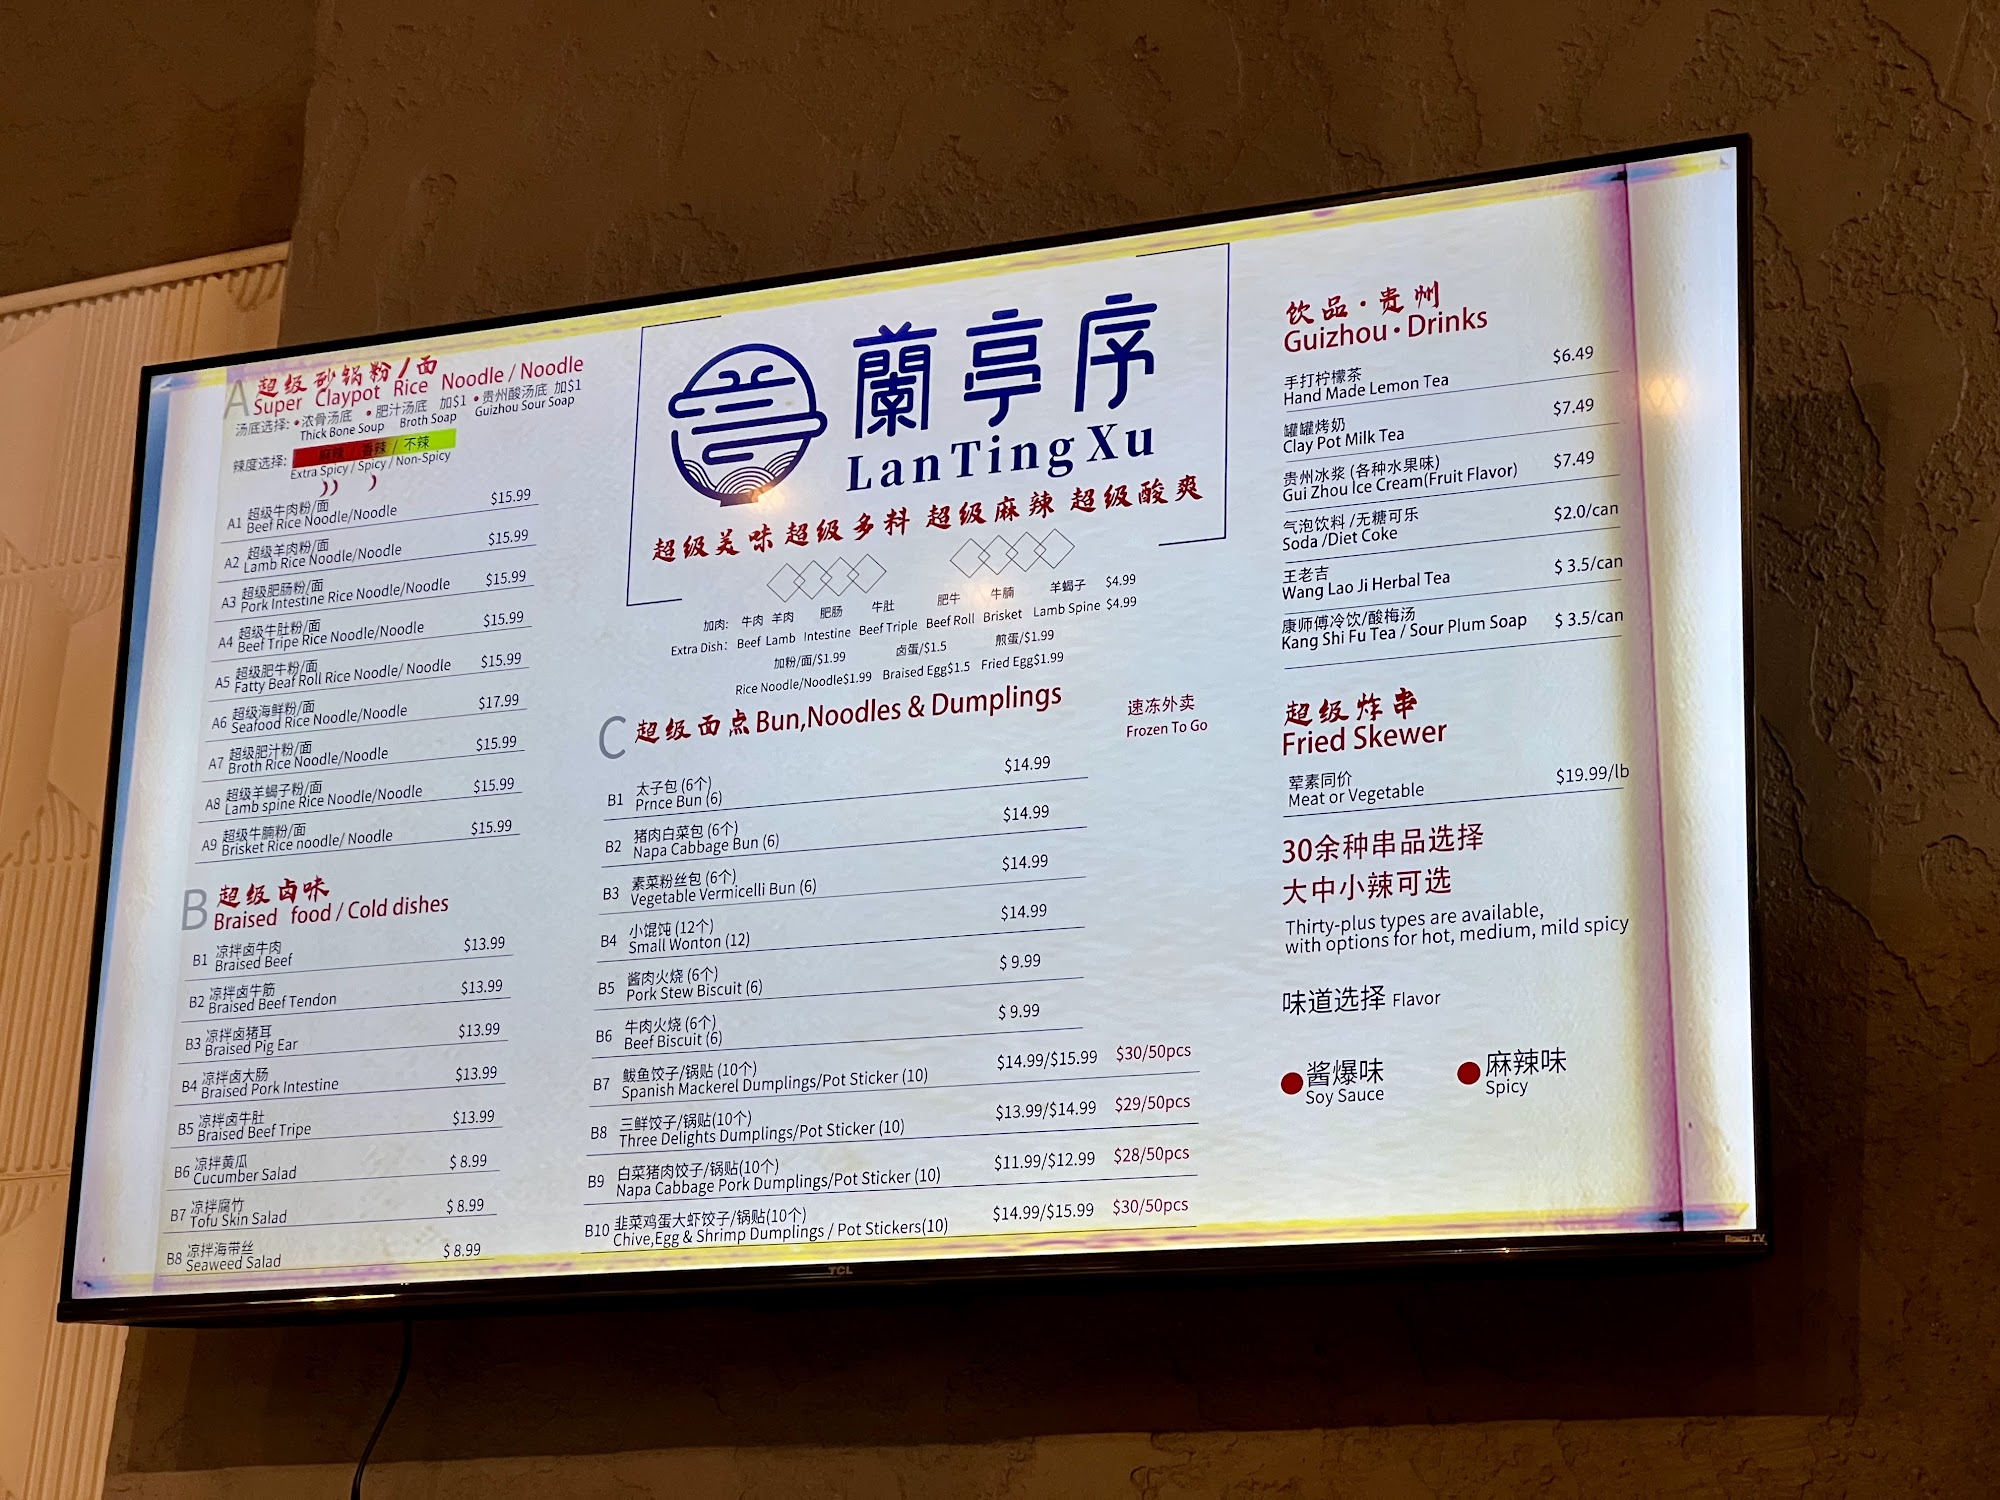 A 超级砂锅粉/面
Super Claypot Rice Noodle / Noodle
汤底选择: •浓骨汤底 •肥汁汤底 加$1 •贵州酸汤底 加$1
Thick Bone Soup Broth Soap Guizhou Sour Soap
辣度选择: 麻辣 / 香辣 / 不辣
Extra Spicy / Spicy / Non-Spicy
A1 超级牛肉粉/面 $15.99
Beef Rice Noodle/Noodle
A2 超级羊肉粉/面 $15.99
Lamb Rice Noodle/Noodle
A3 超级肥肠粉/面 $15.99
Pork Intestine Rice Noodle/Noodle
A4 超级牛肚粉/面 $15.99
Beef Tripe Rice Noodle/Noodle
A5 超级肥牛粉/面 $15.99
Fatty Beaf Roll Rice Noodle/ Noodle
A6 超级海鲜粉/面 $17.99
Seafood Rice Noodle/Noodle
A7 超级肥汁粉/面 $15.99
Broth Rice Noodle/Noodle
A8 超级羊蝎子粉/面 $15.99
Lamb spine Rice Noodle/Noodle
A9 超级牛腩粉/面 $15.99
Brisket Rice noodle/ Noodle
B 超级卤味
Braised food / Cold dishes
B1 凉拌卤牛肉 $13.99
Braised Beef
B2 凉拌卤牛筋 $13.99
Braised Beef Tendon
B3 凉拌卤猪耳 $13.99
Braised Pig Ear
B4 凉拌卤大肠 $13.99
Braised Pork Intestine
B5 凉拌卤牛肚 $13.99
Braised Beef Tripe
B6 凉拌黄瓜 $ 8.99
Cucumber Salad
B7 凉拌腐竹 $ 8.99
Tofu Skin Salad
B8 凉拌海带丝 $ 8.99
Seaweed Salad
蘭亭序
LanTingXu
超级美味 超级多料 超级麻辣 超级酸爽
加肉: 牛肉 羊肉 肥肠 牛肚 肥牛 牛腩 羊蝎子 $4.99
Extra Dish: Beef Lamb Intestine Beef Triple Beef Roll Brisket Lamb Spine $4.99
加粉/面/$1.99 卤蛋/$1.5 煎蛋/$1.99
Rice Noodle/Noodle$1.99 Braised Egg$1.5 Fried Egg$1.99
C 超级面点 Bun,Noodles & Dumplings
速冻外卖
Frozen To Go
B1 太子包 (6个) $14.99
Prnce Bun (6)
B2 猪肉白菜包 (6个) $14.99
Napa Cabbage Bun (6)
B3 素菜粉丝包 (6个) $14.99
Vegetable Vermicelli Bun (6)
B4 小馄饨 (12个) $14.99
Small Wonton (12)
B5 酱肉火烧 (6个) $ 9.99
Pork Stew Biscuit (6)
B6 牛肉火烧 (6个) $ 9.99
Beef Biscuit (6)
B7 鲅鱼饺子/锅贴 (10个) $14.99/$15.99 $30/50pcs
Spanish Mackerel Dumplings/Pot Sticker (10)
B8 三鲜饺子/锅贴(10个) $13.99/$14.99 $29/50pcs
Three Delights Dumplings/Pot Sticker (10)
B9 白菜猪肉饺子/锅贴(10个) $11.99/$12.99 $28/50pcs
Napa Cabbage Pork Dumplings/Pot Sticker (10)
B10 韭菜鸡蛋大虾饺子/锅贴(10个) $14.99/$15.99 $30/50pcs
Chive,Egg & Shrimp Dumplings / Pot Stickers(10)
饮品·贵州
Guizhou·Drinks
手打柠檬茶 $6.49
Hand Made Lemon Tea
罐罐烤奶 $7.49
Clay Pot Milk Tea
贵州冰浆 (各种水果味) $7.49
Gui Zhou Ice Cream(Fruit Flavor)
气泡饮料 /无糖可乐 $2.0/can
Soda /Diet Coke
王老吉 $ 3.5/can
Wang Lao Ji Herbal Tea
康师傅冷饮/酸梅汤 $ 3.5/can
Kang Shi Fu Tea / Sour Plum Soap
超级炸串
Fried Skewer
荤素同价 $19.99/lb
Meat or Vegetable
30余种串品选择
大中小辣可选
Thirty-plus types are available,
with options for hot, medium, mild spicy
味道选择 Flavor
酱爆味 麻辣味
Soy Sauce Spicy
TCL
Roku TV